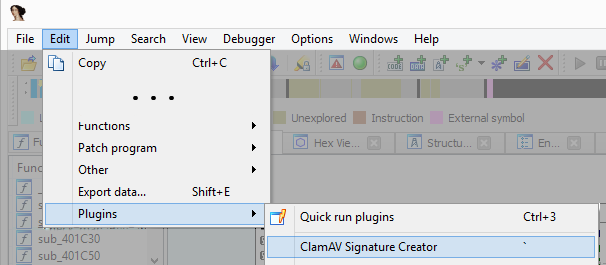 File Edit Jump Search View Debugger Options Windows Help
Copy Ctrl+C
. . .
Unexplored Instruction External symbol
Functions
Patch program
Hex Vie... Structu... En...
Other
Export data... Shift+E
Plugins
Quick run plugins Ctrl+3
sub_401C30
ClamAV Signature Creator `
sub_401C50